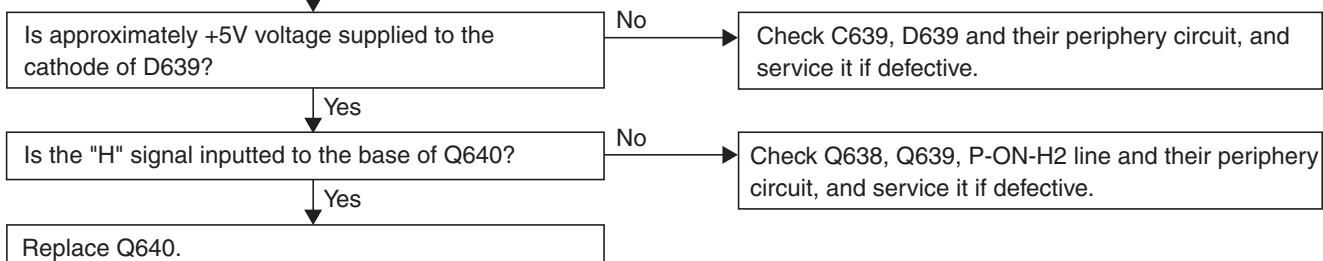 Is approximately +5V voltage supplied to the
cathode of D639?
No
Check C639, D639 and their periphery circuit, and
service it if defective.
Yes
Is the "H" signal inputted to the base of Q640?
No
Check Q638, Q639, P-ON-H2 line and their periphery
circuit, and service it if defective.
Yes
Replace Q640.